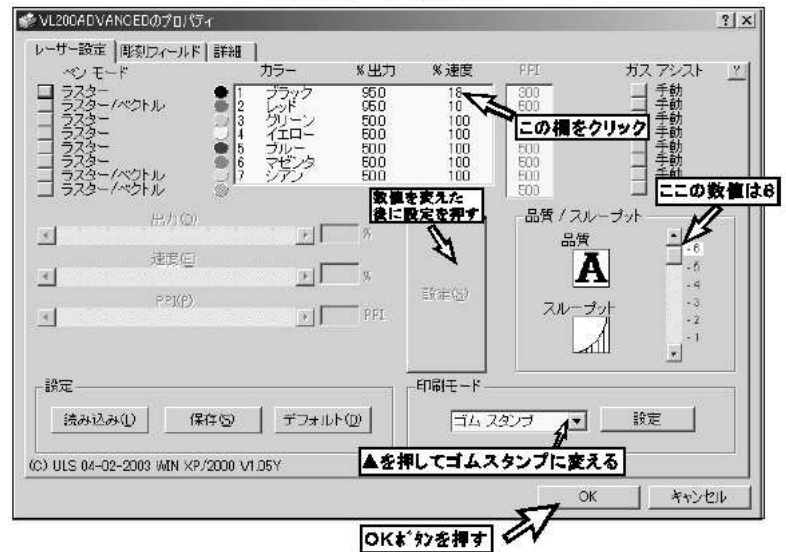 VL200ADVANCEDのプロパティ
レーザー設定 彫刻フィールド 詳細
ペン モード カラー %出力 %速度 PPI ガス アシスト
ラスター 1 ブラック 95.0 18 300 手動
ラスター/ベクトル 2 レッド 95.0 10 500 手動
ラスター 3 グリーン 50.0 100 手動
ラスター 4 イエロー 50.0 100 手動
ラスター 5 ブルー 50.0 100 500 手動
ラスター/ベクトル 6 マゼンタ 50.0 100 500 手動
ラスター/ベクトル 7 シアン 50.0 100 500 手動
この欄をクリック
ここの数値は6
数値を変えた
後に設定を押す
出力(O)
%
速度(E)
%
PPI(P)
PPI
設定(S)
品質 / スループット
品質
A
スループット
- 6
- 5
- 4
- 3
- 2
- 1
設定
読み込み(L) 保存(S) デフォルト(D)
印刷モード
ゴム スタンプ 設定
▲を押してゴムスタンプに変える
(C) ULS 04-02-2003 WIN XP/2000 V1.05Y
OK キャンセル
OKボタンを押す